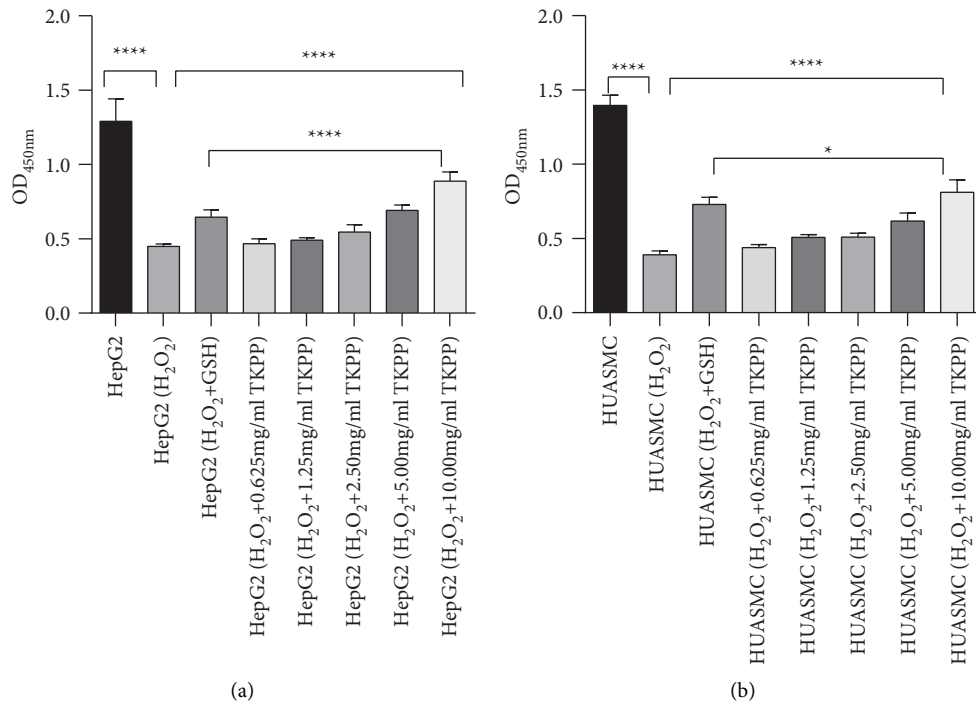 2.0
1.5
1.0
0.5
0.0
OD450nm
****
****
****
HepG2
HepG2 (H2O2)
HepG2 (H2O2+GSH)
HepG2 (H2O2+0.625mg/ml TKPP)
HepG2 (H2O2+1.25mg/ml TKPP)
HepG2 (H2O2+2.50mg/ml TKPP)
HepG2 (H2O2+5.00mg/ml TKPP)
HepG2 (H2O2+10.00mg/ml TKPP)
(a)
2.0
1.5
1.0
0.5
0.0
OD450nm
****
****
*
HUASMC
HUASMC (H2O2)
HUASMC (H2O2+GSH)
HUASMC (H2O2+0.625mg/ml TKPP)
HUASMC (H2O2+1.25mg/ml TKPP)
HUASMC (H2O2+2.50mg/ml TKPP)
HUASMC (H2O2+5.00mg/ml TKPP)
HUASMC (H2O2+10.00mg/ml TKPP)
(b)